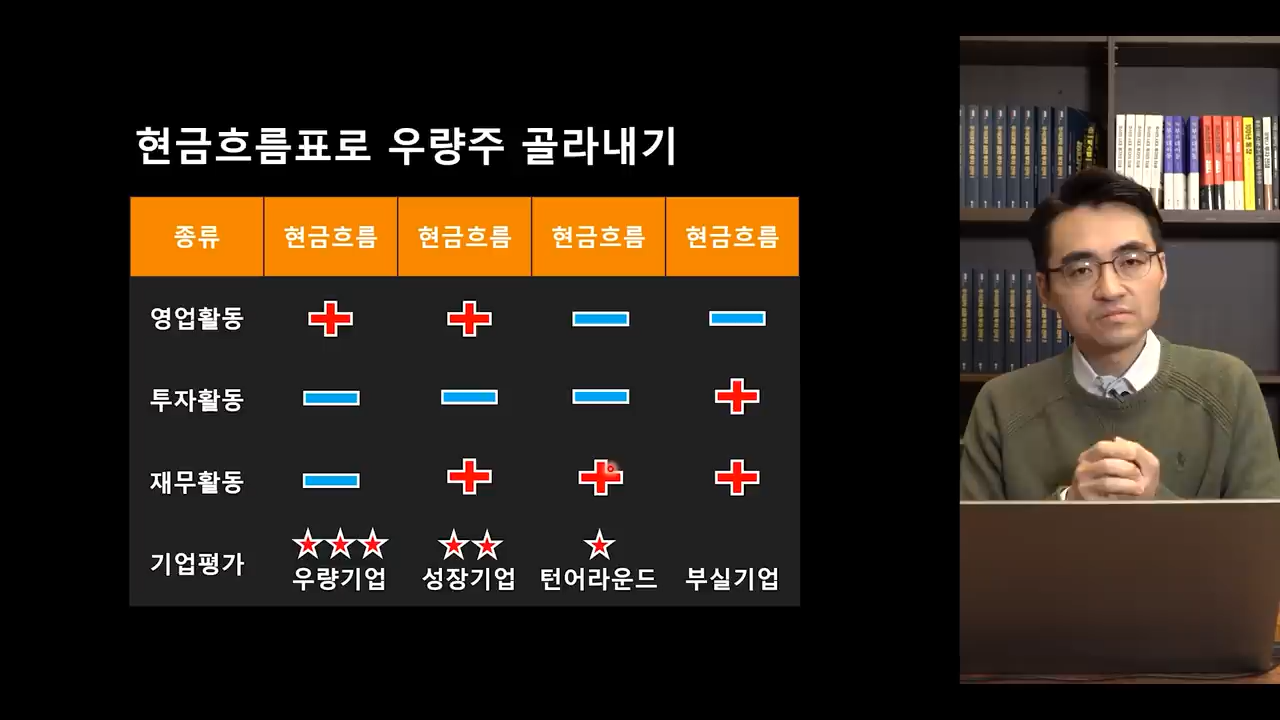 현금흐름표로 우량주 골라내기
종류 현금흐름 현금흐름 현금흐름 현금흐름
영업활동
투자활동
재무활동
기업평가
우량기업 성장기업 턴어라운드 부실기업